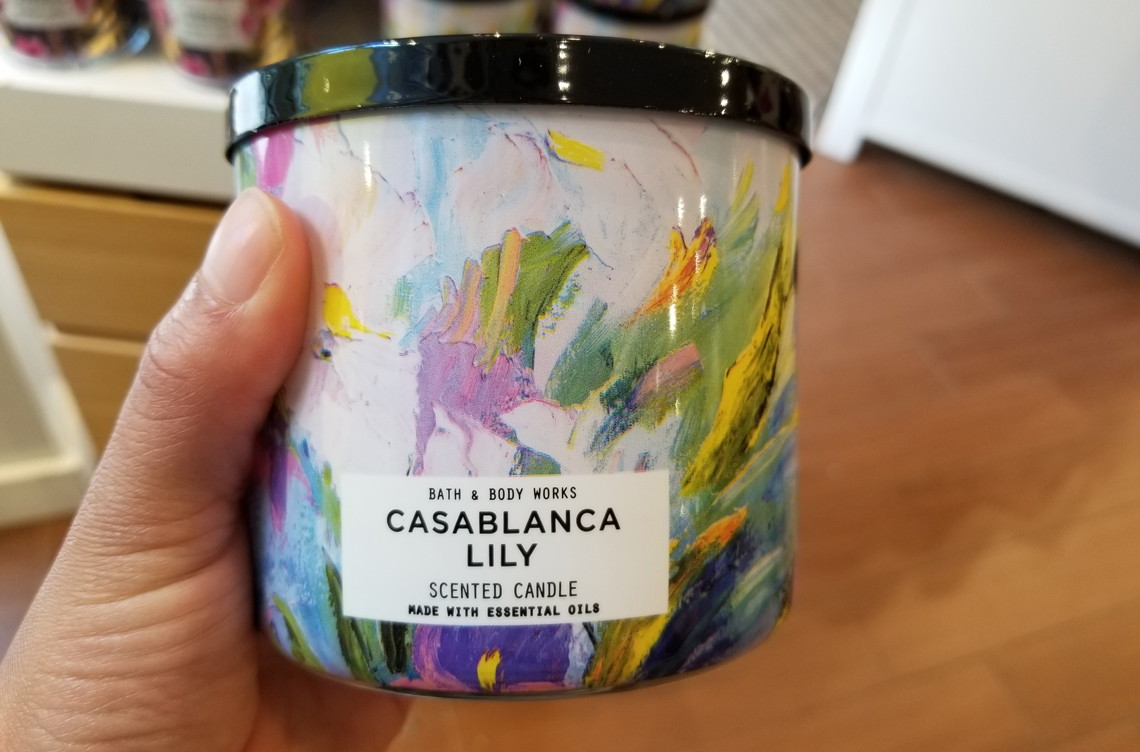 BATH & BODY WORKS
CASABLANCA
LILY
SCENTED CANDLE
MADE WITH ESSENTIAL OILS